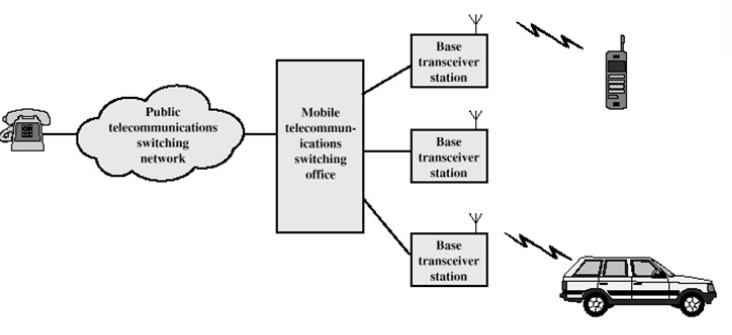 Public
telecommunications
switching
network
Mobile
telecommun-
ications
switching
office
Base
transceiver
station
Base
transceiver
station
Base
transceiver
station